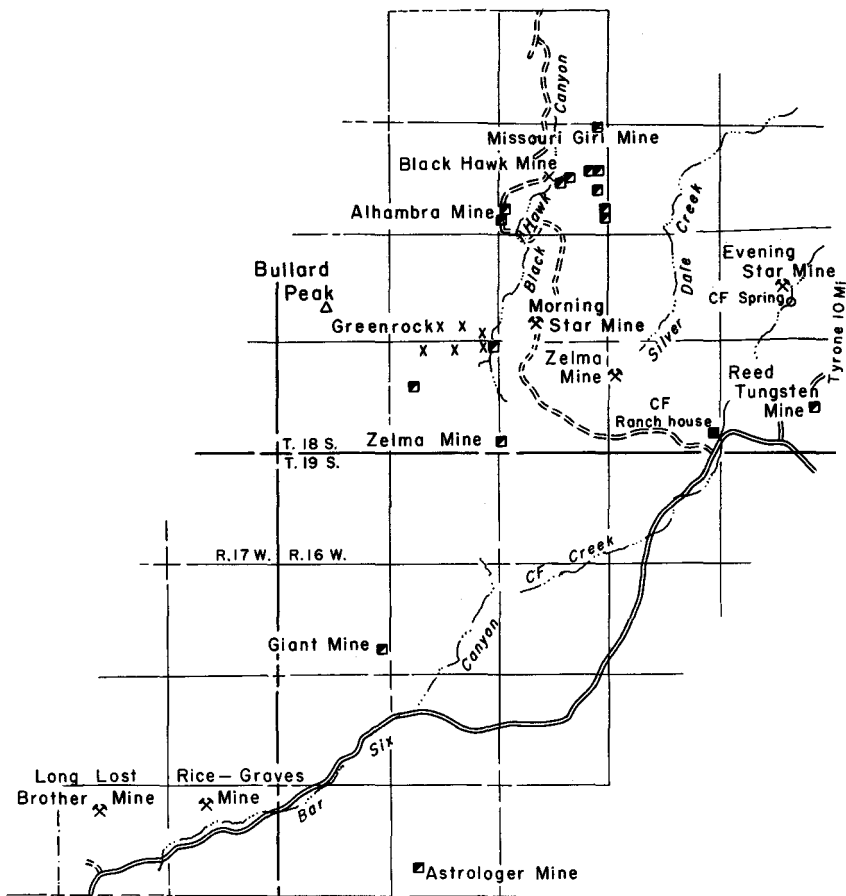 Canyon
Missouri Girl Mine
Black Hawk Mine
Alhambra Mine
Hawk
Black
Creek
Dale
Silver
Evening
Star Mine
CF Spring
Bullard
Peak
Greenrock
Morning
Star Mine
Zelma
Mine
Tyrone 10 Mi
Reed
Tungsten
Mine
CF
Ranch house
Zelma Mine
T. 18 S.
T. 19 S.
R. 17 W. R. 16 W.
CF Creek
Giant Mine
Canyon
Six
Bar
Long Lost
Brother Mine
Rice-Graves
Mine
Astrologer Mine